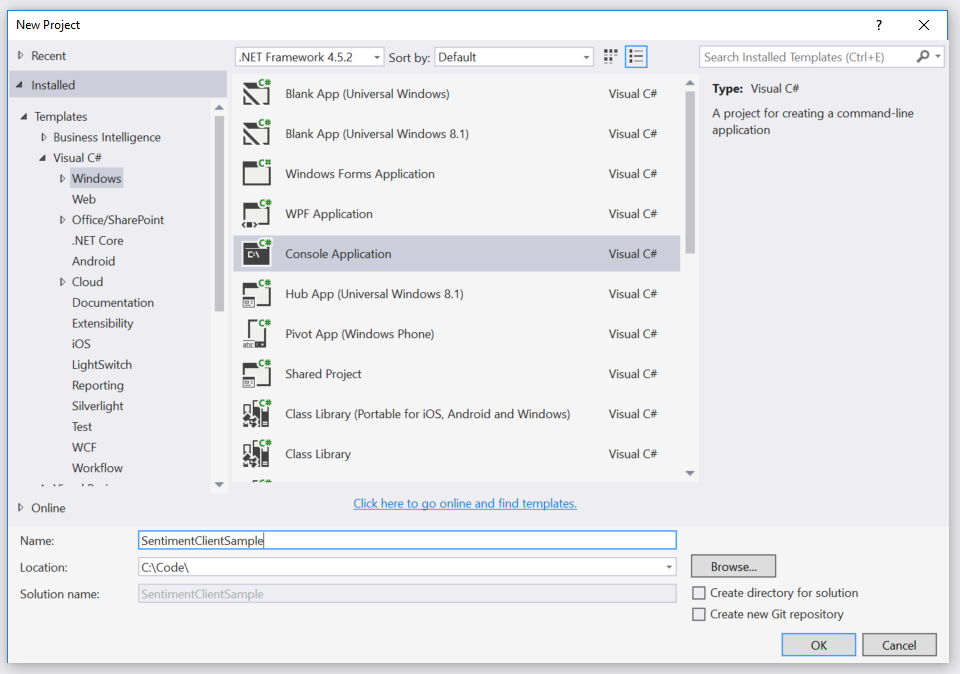 New Project
?
Recent
.NET Framework 4.5.2
Sort by:
Default
Search Installed Templates (Ctrl+E)
Installed
Templates
Business Intelligence
Visual C#
Windows
Web
Office/SharePoint
.NET Core
Android
Cloud
Documentation
Extensibility
iOS
LightSwitch
Reporting
Silverlight
Test
WCF
Workflow
Online
C# Blank App (Universal Windows) Visual C#
C# Blank App (Universal Windows 8.1) Visual C#
C# Windows Forms Application Visual C#
C# WPF Application Visual C#
C# Console Application Visual C#
C# Hub App (Universal Windows 8.1) Visual C#
C# Pivot App (Windows Phone) Visual C#
C# Shared Project Visual C#
C# Class Library (Portable for iOS, Android and Windows) Visual C#
C# Class Library Visual C#
Click here to go online and find templates.
Type: Visual C#
A project for creating a command-line
application
Name: SentimentClientSample
Location: C:\Code\
Browse...
Solution name: SentimentClientSample
Create directory for solution
Create new Git repository
OK
Cancel